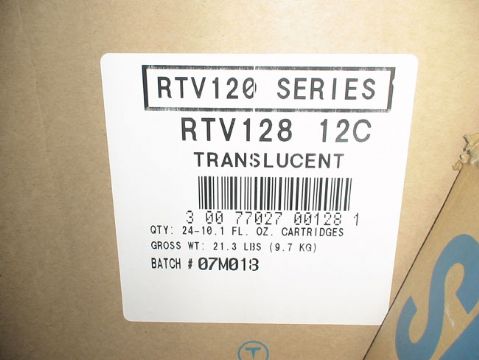 RTV120 SERIES
RTV128 12C
TRANSLUCENT
3 00 77027 00128 1
QTY: 24-10.1 FL. OZ. CARTRIDGES
GROSS WT: 21.3 LBS (9.7 KG)
BATCH # 07M018
T
S